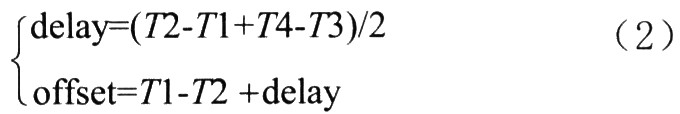 delay=(T2-T1+T4-T3)/2 (2)
offset=T1-T2 +delay